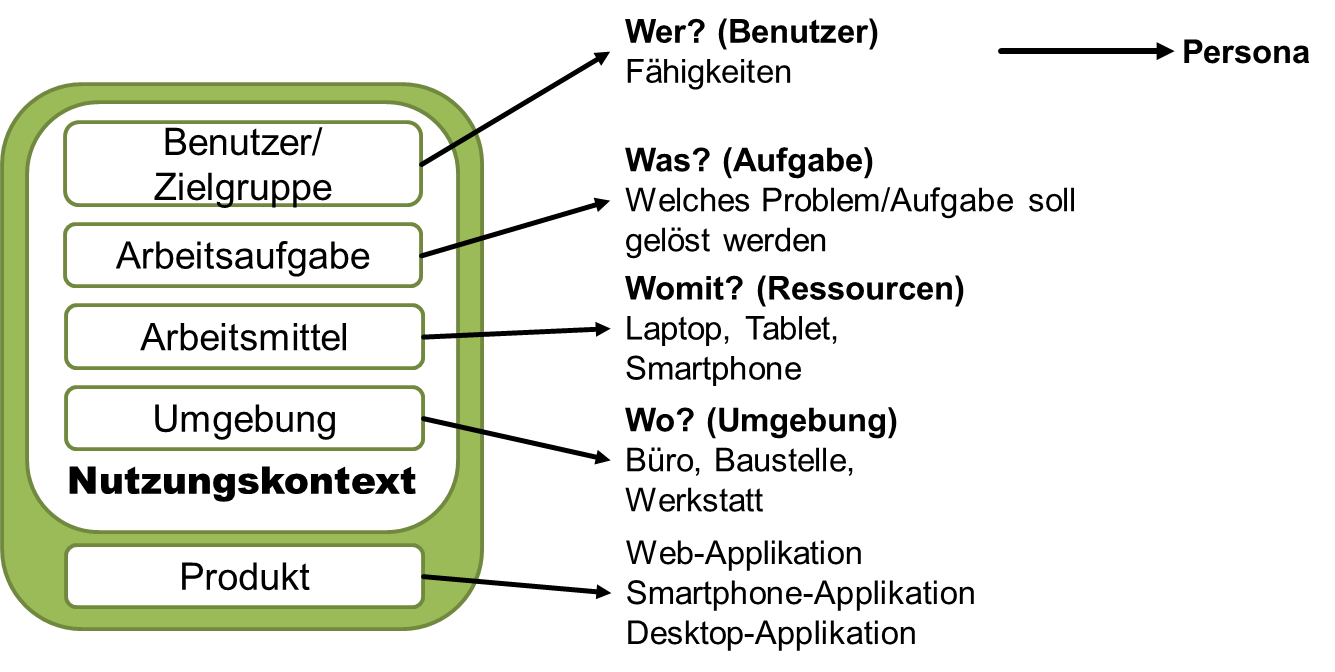 Wer? (Benutzer)
Fähigkeiten
Persona
Benutzer/
Zielgruppe
Was? (Aufgabe)
Welches Problem/Aufgabe soll
gelöst werden
Arbeitsaufgabe
Womit? (Ressourcen)
Laptop, Tablet,
Smartphone
Arbeitsmittel
Wo? (Umgebung)
Büro, Baustelle,
Werkstatt
Umgebung
Nutzungskontext
Produkt
Web-Applikation
Smartphone-Applikation
Desktop-Applikation